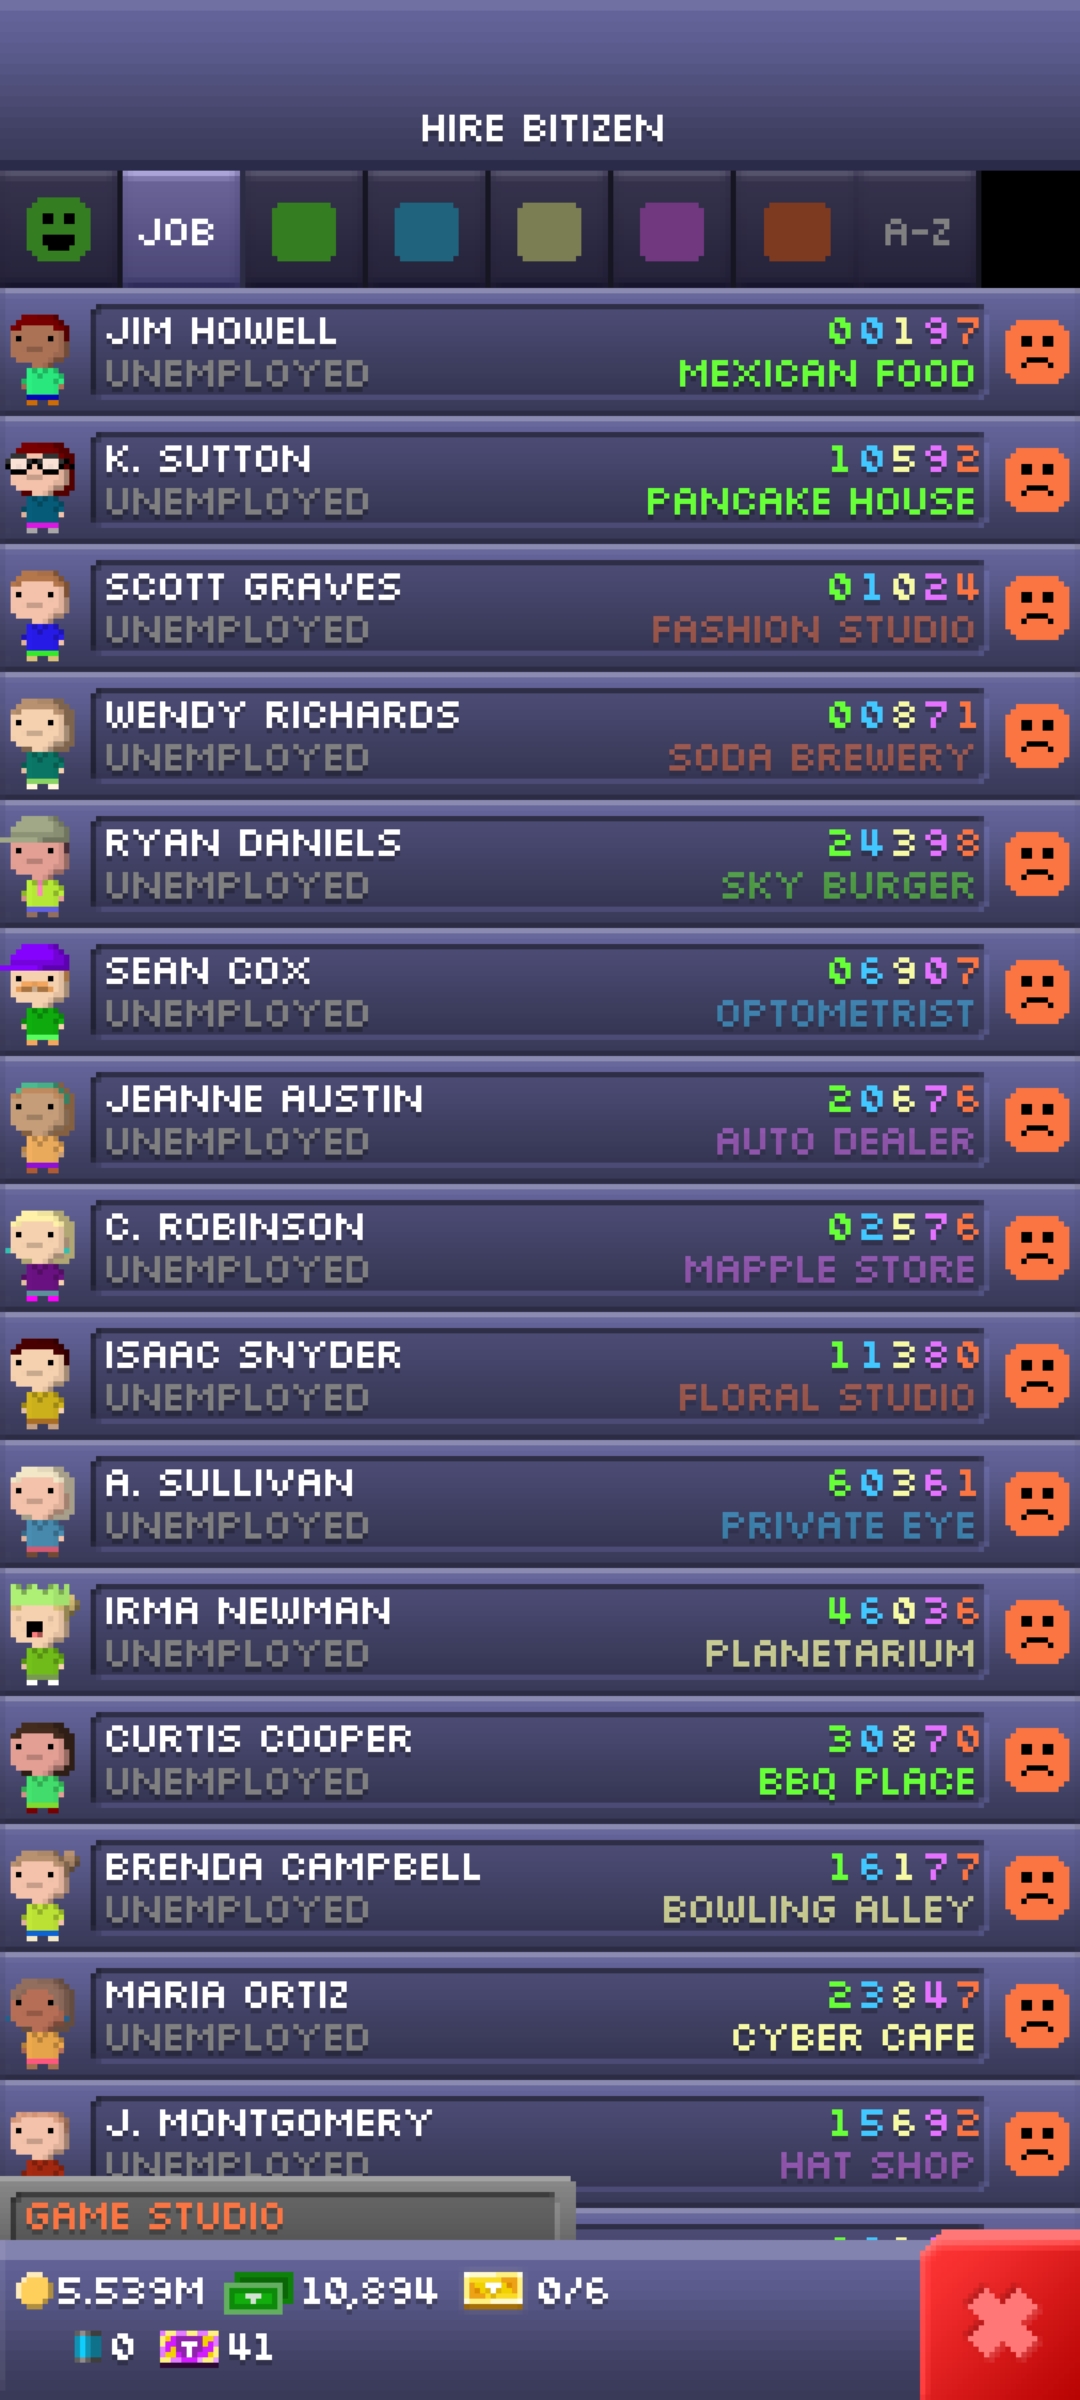 HIRE BITIZEN
JOB A-Z
JIM HOWELL 00197
UNEMPLOYED MEXICAN FOOD
K. SUTTON 10592
UNEMPLOYED PANCAKE HOUSE
SCOTT GRAVES 01024
UNEMPLOYED FASHION STUDIO
WENDY RICHARDS 00871
UNEMPLOYED SODA BREWERY
RYAN DANIELS 24398
UNEMPLOYED SKY BURGER
SEAN COX 06907
UNEMPLOYED OPTOMETRIST
JEANNE AUSTIN 20676
UNEMPLOYED AUTO DEALER
C. ROBINSON 02576
UNEMPLOYED MAPPLE STORE
ISAAC SNYDER 11380
UNEMPLOYED FLORAL STUDIO
A. SULLIVAN 60361
UNEMPLOYED PRIVATE EYE
IRMA NEWMAN 46036
UNEMPLOYED PLANETARIUM
CURTIS COOPER 30870
UNEMPLOYED BBQ PLACE
BRENDA CAMPBELL 16177
UNEMPLOYED BOWLING ALLEY
MARIA ORTIZ 23847
UNEMPLOYED CYBER CAFE
J. MONTGOMERY 15692
UNEMPLOYED HAT SHOP
GAME STUDIO
5.539M 10,894 0/6
0 41